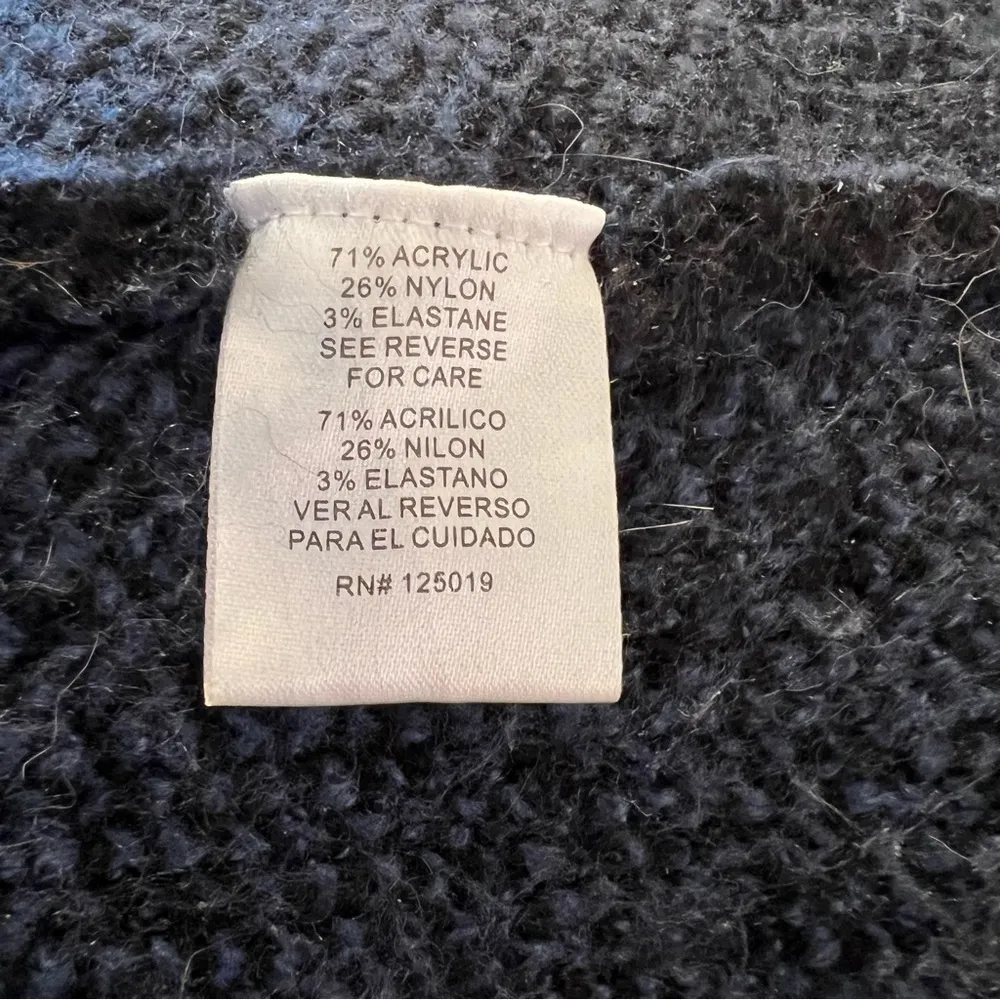 71% ACRYLIC
26% NYLON
3% ELASTANE
SEE REVERSE
FOR CARE
71% ACRILICO
26% NILON
3% ELASTANO
VER AL REVERSO
PARA EL CUIDADO
RN# 125019